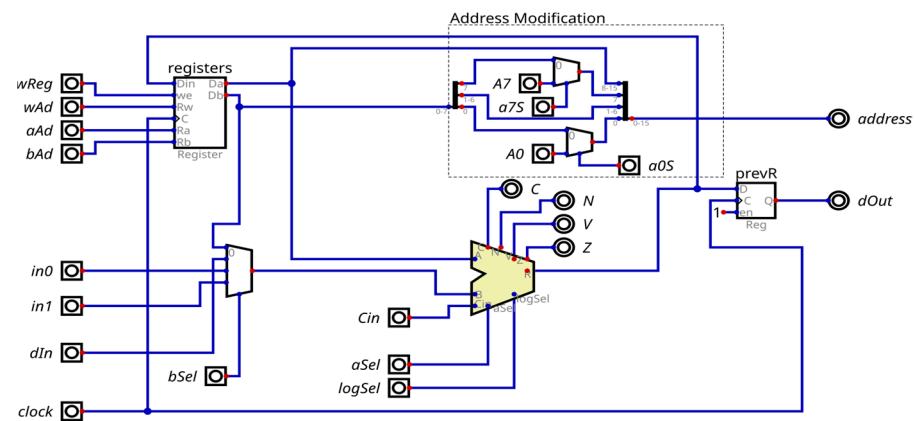 Address Modification
registers
wReg
wAd
aAd
bAd
Din
we
Rw
C
Ra
Rb
Da
Db
Register
0-7
7
1-6
0
0
A7
a7S
0
A0
a0S
8-15
7
1-6
0
0-15
address
prevR
D
C
en
Q
1
Reg
dOut
C
N
V
Z
C
N
V
Z
A
B
Cin
aSel
logSel
R
0
in0
in1
dIn
bSel
Cin
aSel
logSel
clock